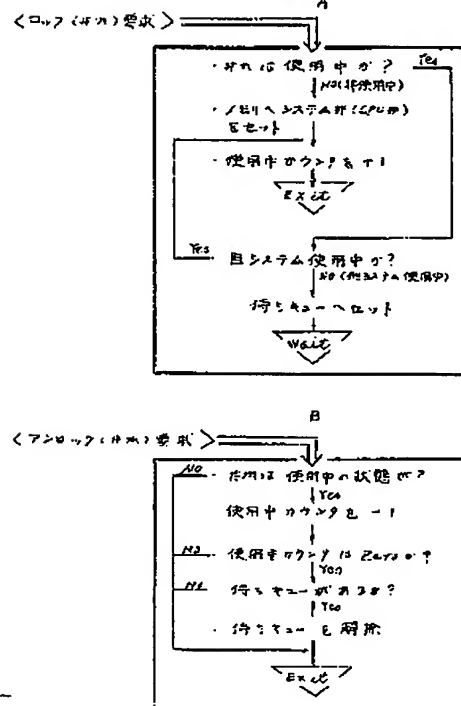 A
<ロック(共有)要求>
・共有は使用中か? Yes
NO(非使用中)
・メモリへシステム番(CPU番)
をセット
・使用中カウンタを+1
Exit
Yes 自システム使用中か?
NO(他システム使用中)
待ちキューへセット
Wait
B
<アンロック(共有)要求>
NO ・共有は使用中の状態か?
Yes
使用中カウンタを-1
NO 使用中カウンタはZeroか?
Yes
NO 待ちキューがあるか?
Yes
・待ちキューを解除
Exit